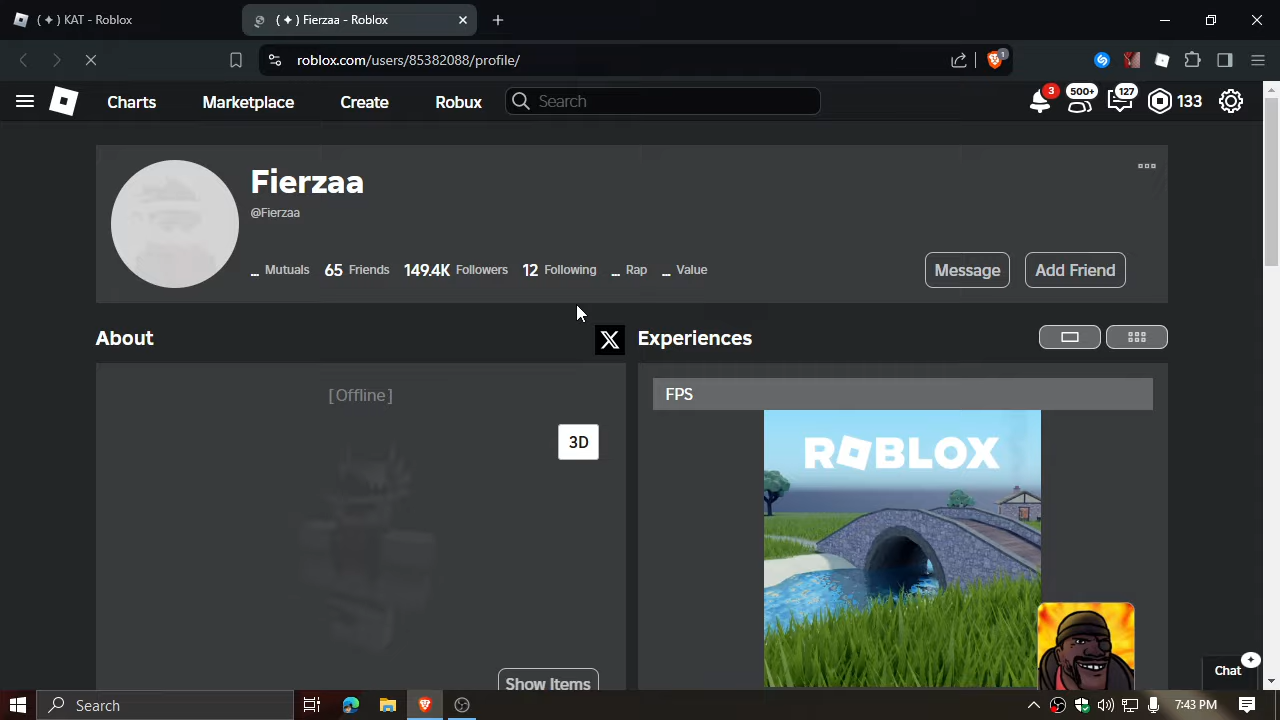 (✦) KAT - Roblox
(✦) Fierzaa - Roblox
roblox.com/users/85382088/profile/
1
Charts
Marketplace
Create
Robux
Search
3
500+
127
133
Fierzaa
@Fierzaa
... Mutuals
65 Friends
149.4K Followers
12 Following
... Rap
... Value
Message
Add Friend
About
X
Experiences
[Offline]
FPS
3D
ROBLOX
Show Items
Chat
Search
7:43 PM